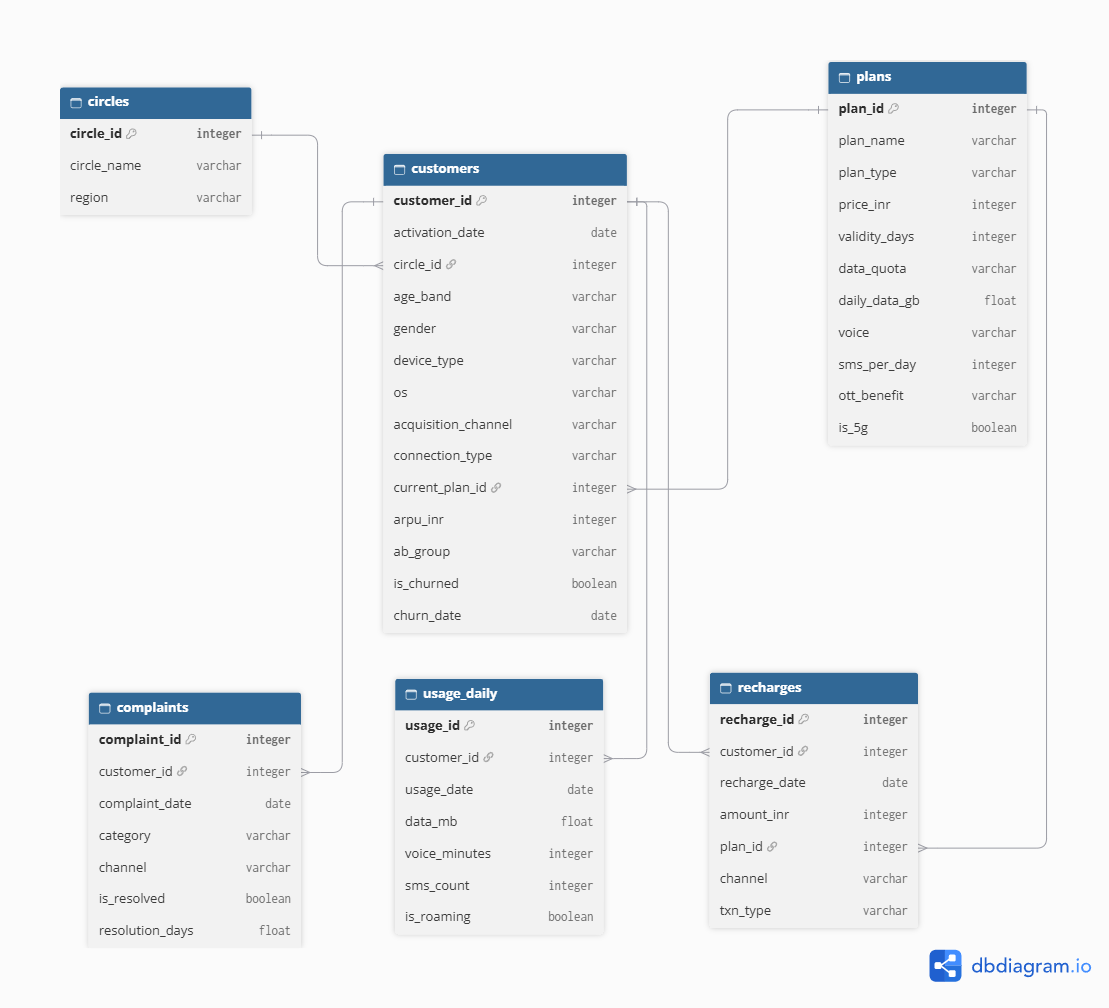 circles
circle_id integer
circle_name varchar
region varchar
customers
customer_id integer
activation_date date
circle_id integer
age_band varchar
gender varchar
device_type varchar
os varchar
acquisition_channel varchar
connection_type varchar
current_plan_id integer
arpu_inr integer
ab_group varchar
is_churned boolean
churn_date date
plans
plan_id integer
plan_name varchar
plan_type varchar
price_inr integer
validity_days integer
data_quota varchar
daily_data_gb float
voice varchar
sms_per_day integer
ott_benefit varchar
is_5g boolean
complaints
complaint_id integer
customer_id integer
complaint_date date
category varchar
channel varchar
is_resolved boolean
resolution_days float
usage_daily
usage_id integer
customer_id integer
usage_date date
data_mb float
voice_minutes integer
sms_count integer
is_roaming boolean
recharges
recharge_id integer
customer_id integer
recharge_date date
amount_inr integer
plan_id integer
channel varchar
txn_type varchar
dbdiagram.io